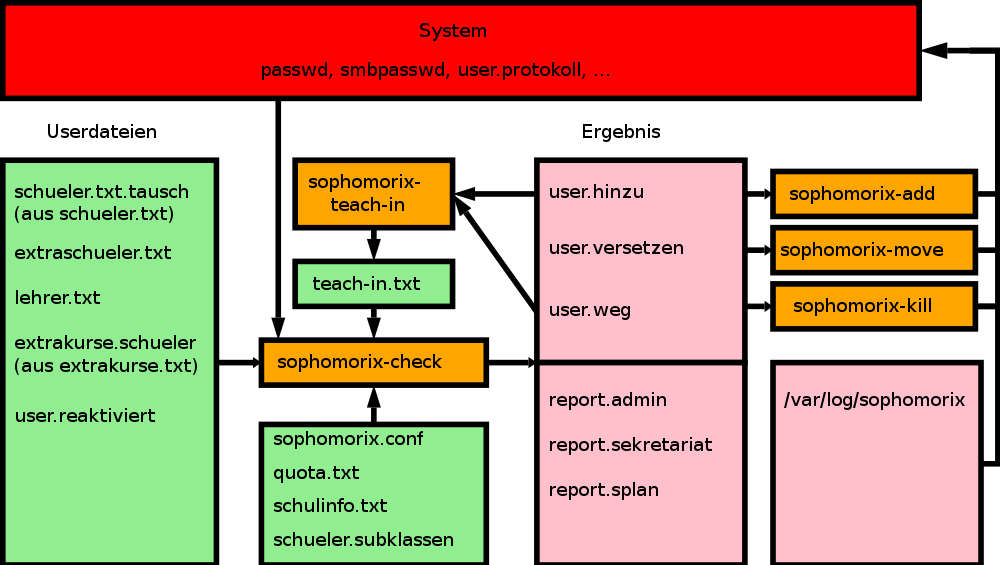 System
passwd, smbpasswd, user.protokoll, ...
Userdateien
Ergebnis
schueler.txt.tausch
(aus schueler.txt)
extraschueler.txt
lehrer.txt
extrakurse.schueler
(aus extrakurse.txt)
user.reaktiviert
sophomorix-
teach-in
teach-in.txt
sophomorix-check
sophomorix.conf
quota.txt
schulinfo.txt
schueler.subklassen
user.hinzu
user.versetzen
user.weg
report.admin
report.sekretariat
report.splan
sophomorix-add
sophomorix-move
sophomorix-kill
/var/log/sophomorix